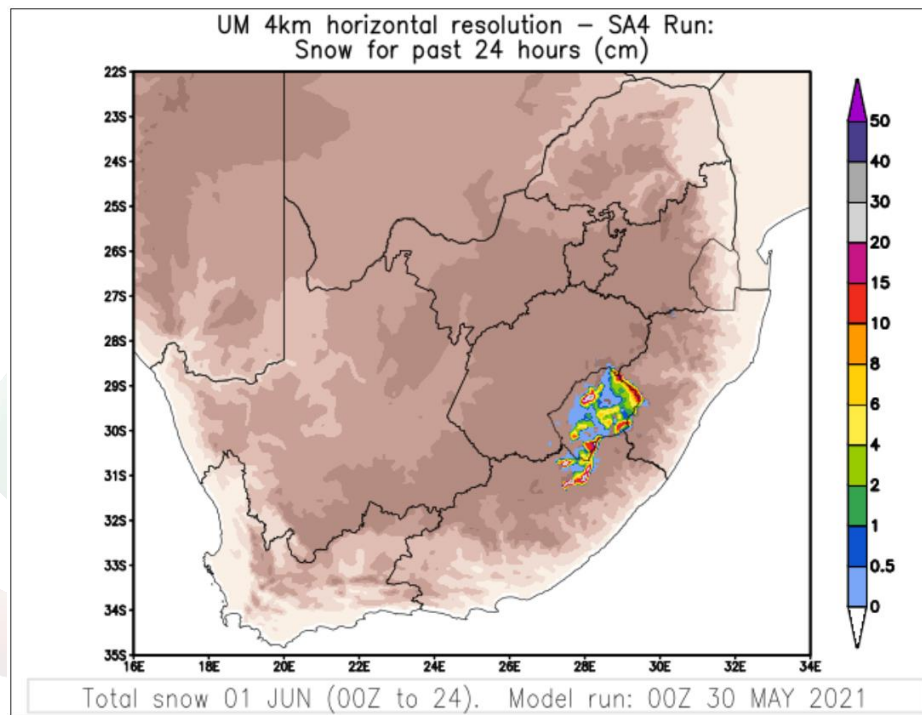 UM 4km horizontal resolution – SA4 Run:
Snow for past 24 hours (cm)
22S
23S
24S
25S
26S
27S
28S
29S
30S
31S
32S
33S
34S
35S
16E 18E 20E 22E 24E 26E 28E 30E 32E 34E
50
40
30
20
15
10
8
6
4
2
1
0.5
0
Total snow 01 JUN (00Z to 24). Model run: 00Z 30 MAY 2021